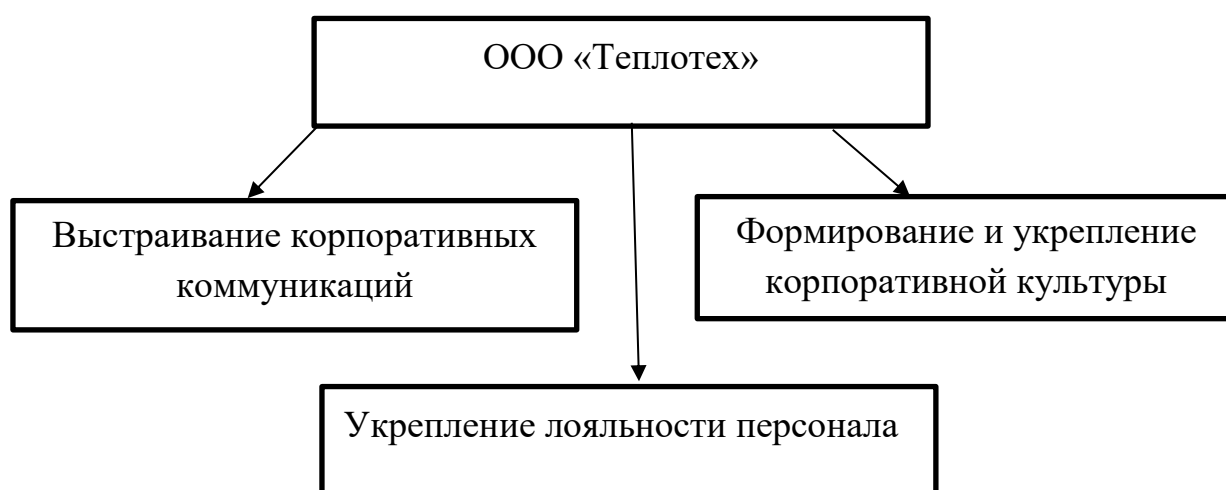 ООО «Теплотех»
Выстраивание корпоративных
коммуникаций
Формирование и укрепление
корпоративной культуры
Укрепление лояльности персонала